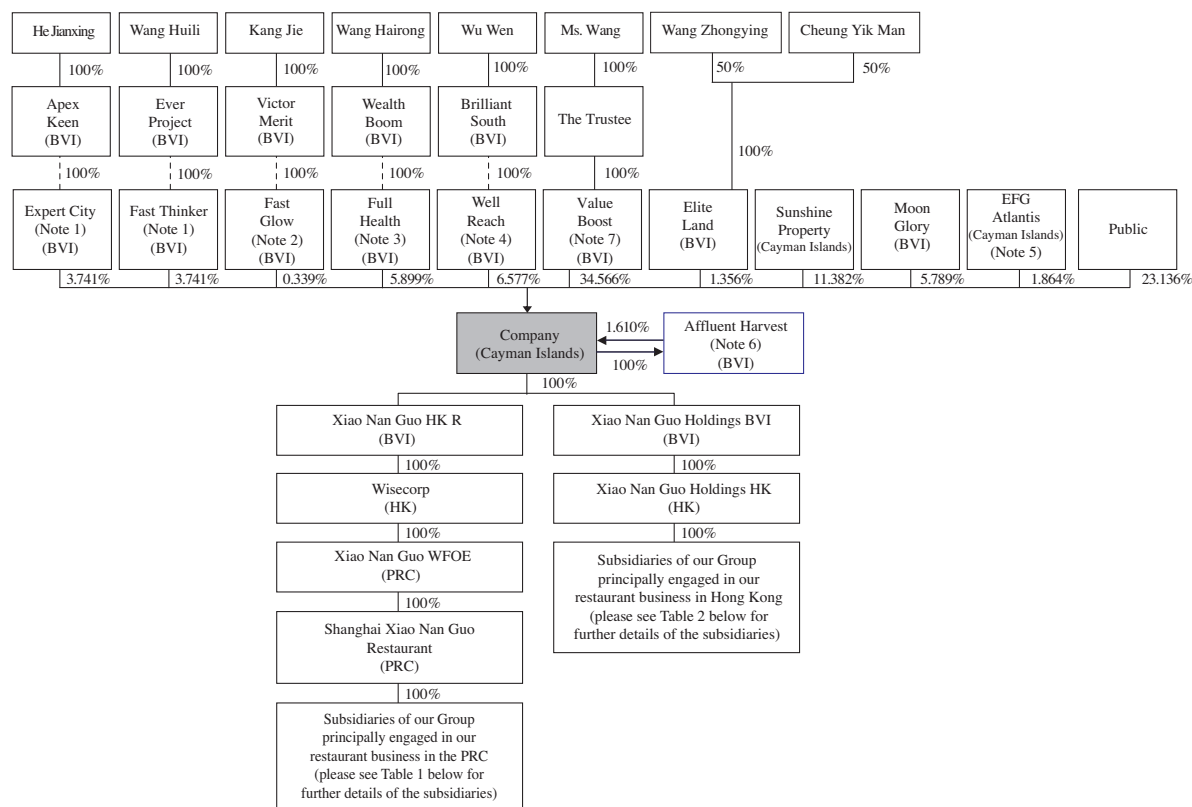 He Jianxing
Wang Huili
Kang Jie
Wang Hairong
Wu Wen
Ms. Wang
Wang Zhongying
Cheung Yik Man
100%
100%
100%
100%
100%
100%
50%
50%
Apex
Keen
(BVI)
Ever
Project
(BVI)
Victor
Merit
(BVI)
Wealth
Boom
(BVI)
Brilliant
South
(BVI)
The Trustee
100%
100%
100%
100%
100%
100%
100%
Expert City
(Note 1)
(BVI)
Fast Thinker
(Note 1)
(BVI)
Fast
Glow
(Note 2)
(BVI)
Full
Health
(Note 3)
(BVI)
Well
Reach
(Note 4)
(BVI)
Value
Boost
(Note 7)
(BVI)
Elite
Land
(BVI)
Sunshine
Property
(Cayman Islands)
Moon
Glory
(BVI)
EFG
Atlantis
(Cayman Islands)
(Note 5)
Public
3.741%
3.741%
0.339%
5.899%
6.577%
34.566%
1.356%
11.382%
5.789%
1.864%
23.136%
Company
(Cayman Islands)
1.610%
100%
Affluent Harvest
(Note 6)
(BVI)
100%
Xiao Nan Guo HK R
(BVI)
Xiao Nan Guo Holdings BVI
(BVI)
100%
100%
Wisecorp
(HK)
Xiao Nan Guo Holdings HK
(HK)
100%
100%
Xiao Nan Guo WFOE
(PRC)
Subsidiaries of our Group
principally engaged in our
restaurant business in Hong Kong
(please see Table 2 below for
further details of the subsidiaries)
100%
Shanghai Xiao Nan Guo
Restaurant
(PRC)
100%
Subsidiaries of our Group
principally engaged in our
restaurant business in the PRC
(please see Table 1 below for
further details of the subsidiaries)